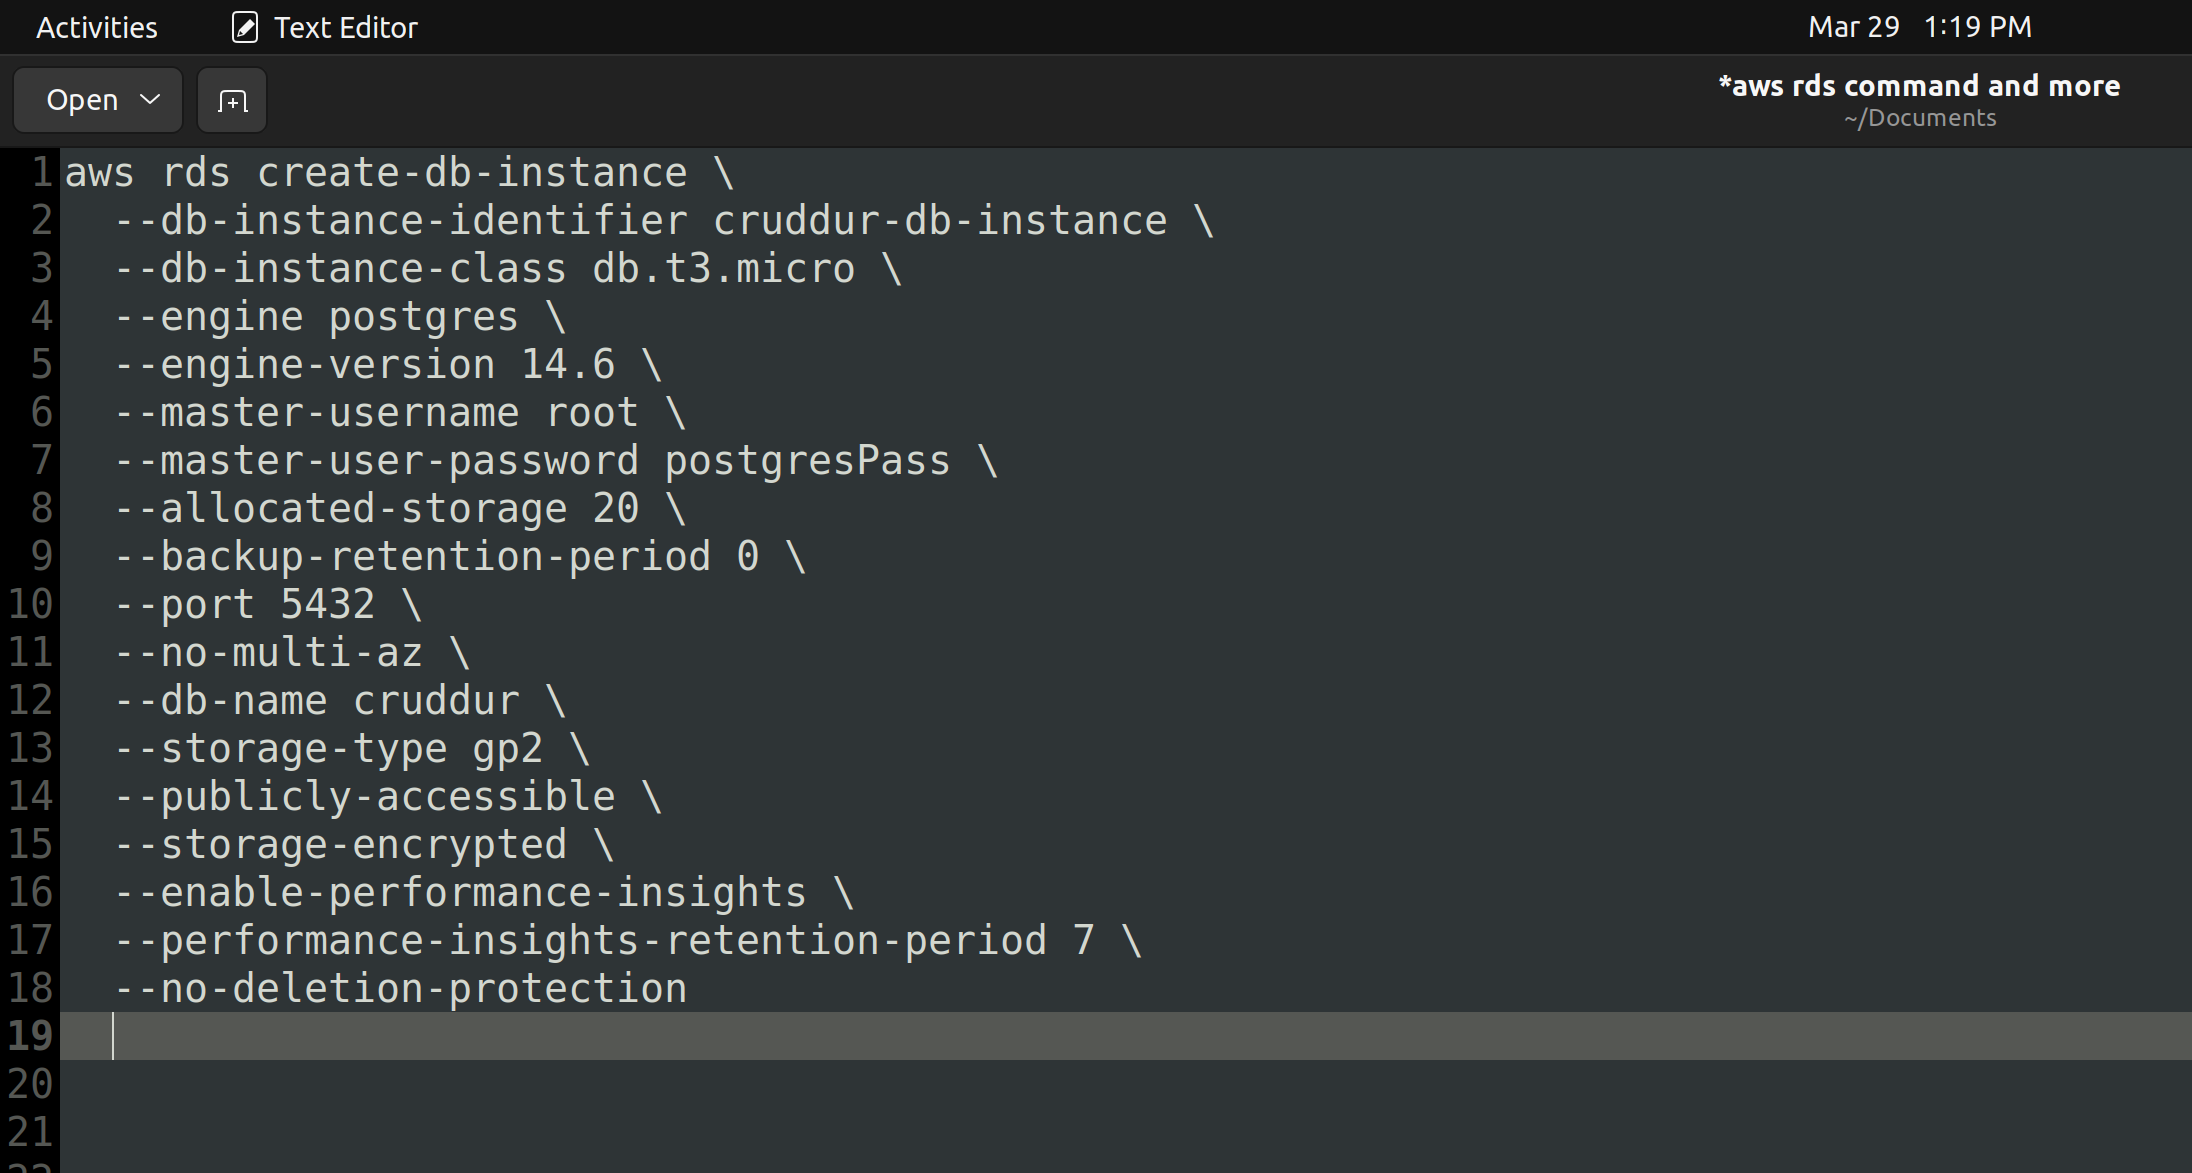 Activities Text Editor Mar 29 1:19 PM
Open *aws rds command and more
~/Documents
1 aws rds create-db-instance \
2 --db-instance-identifier cruddur-db-instance \
3 --db-instance-class db.t3.micro \
4 --engine postgres \
5 --engine-version 14.6 \
6 --master-username root \
7 --master-user-password postgresPass \
8 --allocated-storage 20 \
9 --backup-retention-period 0 \
10 --port 5432 \
11 --no-multi-az \
12 --db-name cruddur \
13 --storage-type gp2 \
14 --publicly-accessible \
15 --storage-encrypted \
16 --enable-performance-insights \
17 --performance-insights-retention-period 7 \
18 --no-deletion-protection
19
20
21
22